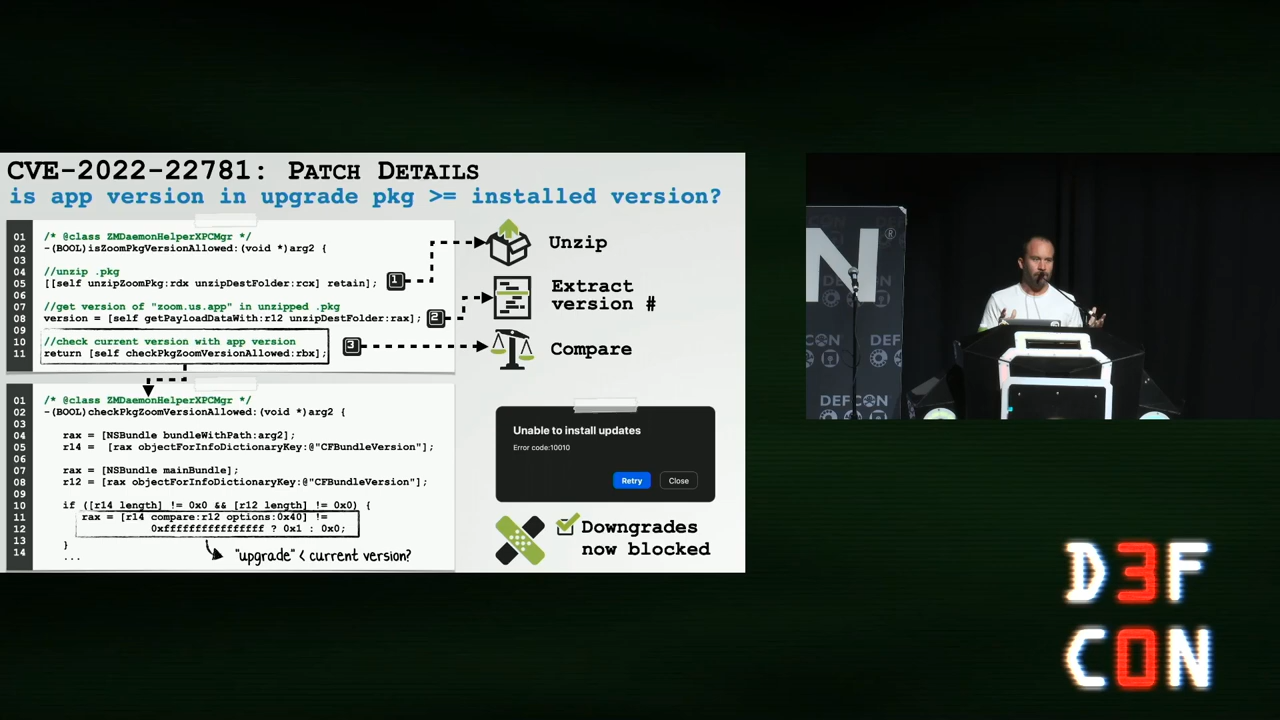 CVE-2022-22781: PATCH DETAILS
is app version in upgrade pkg >= installed version?
01 /* @class ZMDaemonHelperXPCMgr */
02 -(BOOL)isZoomPkgVersionAllowed:(void *)arg2 {
03
04 //unzip .pkg
05 [[self unzipZoomPkg:rdx unzipDestFolder:rcx] retain];
06
07 //get version of "zoom.us.app" in unzipped .pkg
08 version = [self getPayloadDataWith:r12 unzipDestFolder:rax];
09
10 //check current version with app version
11 return [self checkPkgZoomVersionAllowed:rbx];
1
2
3
Unzip
Extract
version #
Compare
01 /* @class ZMDaemonHelperXPCMgr */
02 -(BOOL)checkPkgZoomVersionAllowed:(void *)arg2 {
03
04 rax = [NSBundle bundleWithPath:arg2];
05 r14 = [rax objectForInfoDictionaryKey:@"CFBundleVersion"];
06
07 rax = [NSBundle mainBundle];
08 r12 = [rax objectForInfoDictionaryKey:@"CFBundleVersion"];
09
10 if ([r14 length] != 0x0 && [r12 length] != 0x0) {
11 rax = [r14 compare:r12 options:0x40] !=
12 0xffffffffffffffff ? 0x1 : 0x0;
13 }
14 ...
"upgrade" < current version?
Unable to install updates
Error code:10010
Retry Close
Downgrades
now blocked
N ®
DEFCON
DEFCON
D3F
C0N